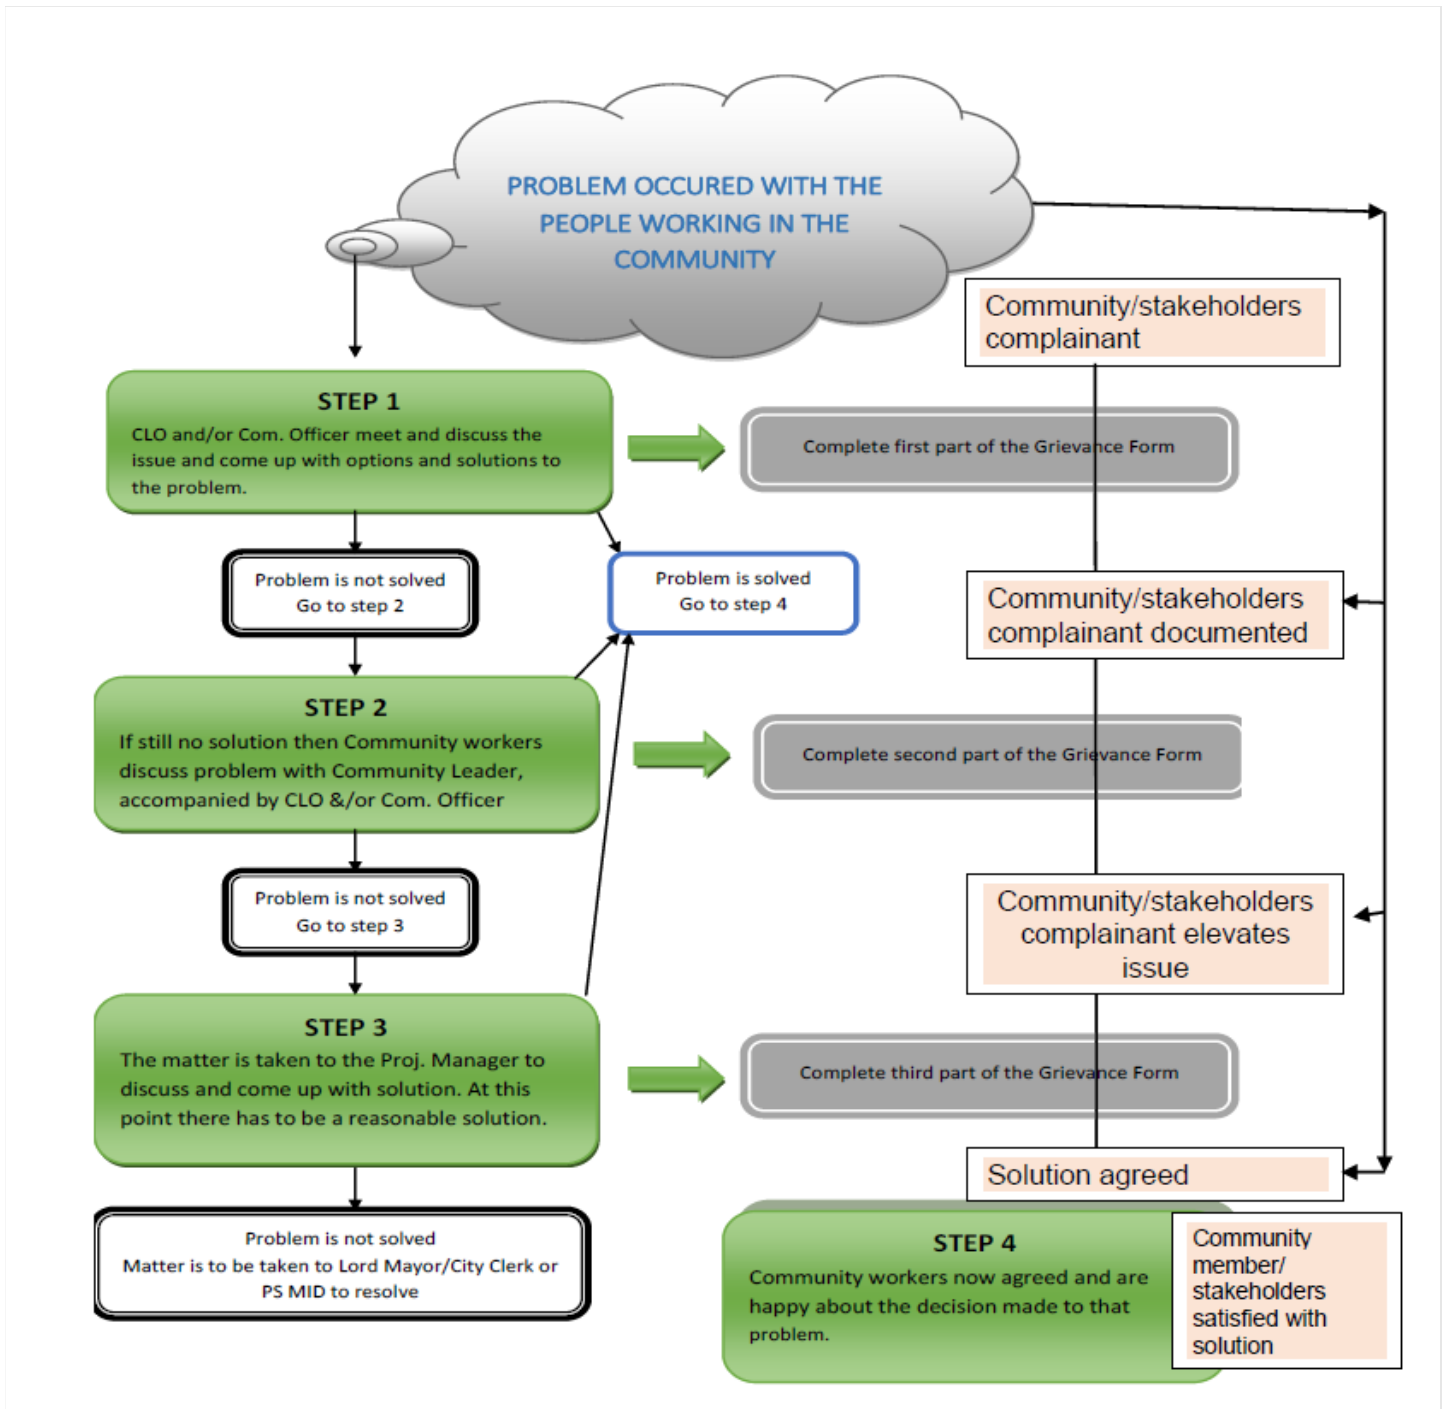 PROBLEM OCCURED WITH THE
PEOPLE WORKING IN THE
COMMUNITY
Community/stakeholders
complainant
STEP 1
CLO and/or Com. Officer meet and discuss the
issue and come up with options and solutions to
the problem.
Complete first part of the Grievance Form
Problem is not solved
Go to step 2
Problem is solved
Go to step 4
Community/stakeholders
complainant documented
STEP 2
If still no solution then Community workers
discuss problem with Community Leader,
accompanied by CLO &/or Com. Officer
Complete second part of the Grievance Form
Problem is not solved
Go to step 3
Community/stakeholders
complainant elevates
issue
STEP 3
The matter is taken to the Proj. Manager to
discuss and come up with solution. At this
point there has to be a reasonable solution.
Complete third part of the Grievance Form
Solution agreed
Problem is not solved
Matter is to be taken to Lord Mayor/City Clerk or
PS MID to resolve
STEP 4
Community workers now agreed and are
happy about the decision made to that
problem.
Community
member/
stakeholders
satisfied with
solution